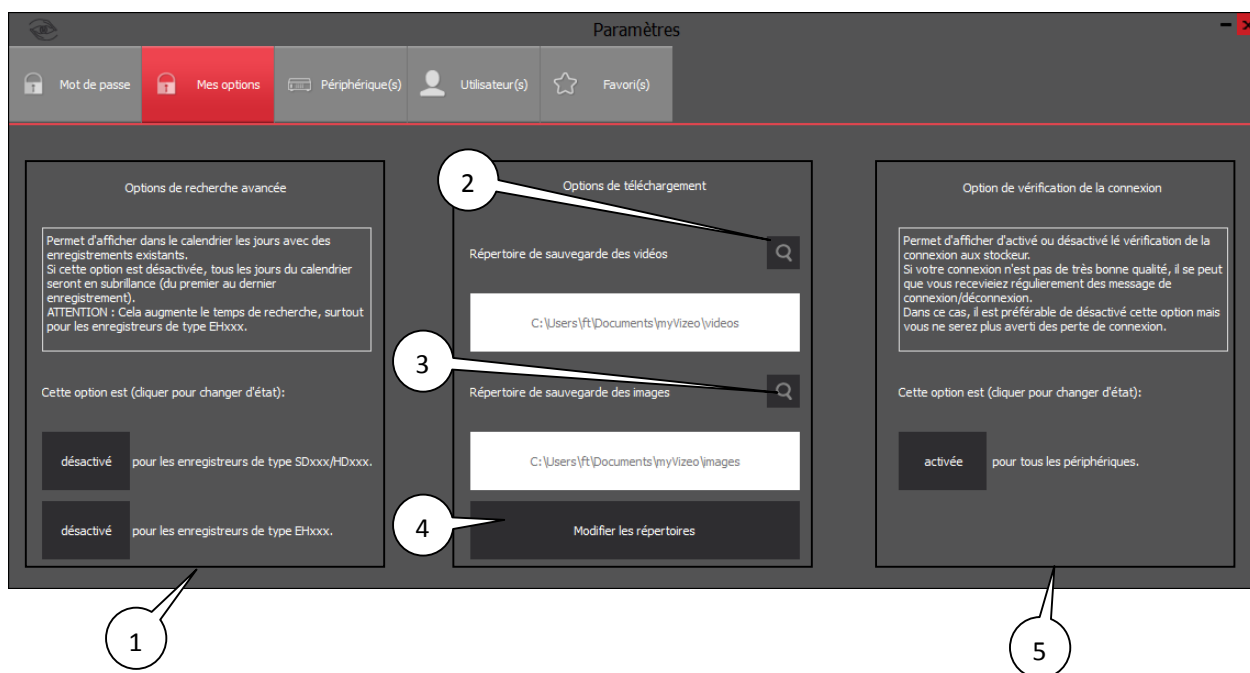 Paramètres
Mot de passe
Mes options
Périphérique(s)
Utilisateur(s)
Favori(s)
Options de recherche avancée
Permet d'afficher dans le calendrier les jours avec des
enregistrements existants.
Si cette option est désactivée, tous les jours du calendrier
seront en subrillance (du premier au dernier
enregistrement).
ATTENTION : Cela augmente le temps de recherche, surtout
pour les enregistreurs de type EHxxx.
Cette option est (cliquer pour changer d'état):
désactivé pour les enregistreurs de type SDxxx/HDxxx.
désactivé pour les enregistreurs de type EHxxx.
1
2
Options de téléchargement
Répertoire de sauvegarde des vidéos
C:\Users\ft\Documents\myVizeo\videos
3
Répertoire de sauvegarde des images
C:\Users\ft\Documents\myVizeo\images
4
Modifier les répertoires
Option de vérification de la connexion
Permet d'afficher d'activé ou désactivé lé vérification de la
connexion aux stockeur.
Si votre connexion n'est pas de très bonne qualité, il se peut
que vous recevieiez régulierement des message de
connexion/déconnexion.
Dans ce cas, il est préférable de désactivé cette option mais
vous ne serez plus averti des perte de connexion.
Cette option est (cliquer pour changer d'état):
activée pour tous les périphériques.
5